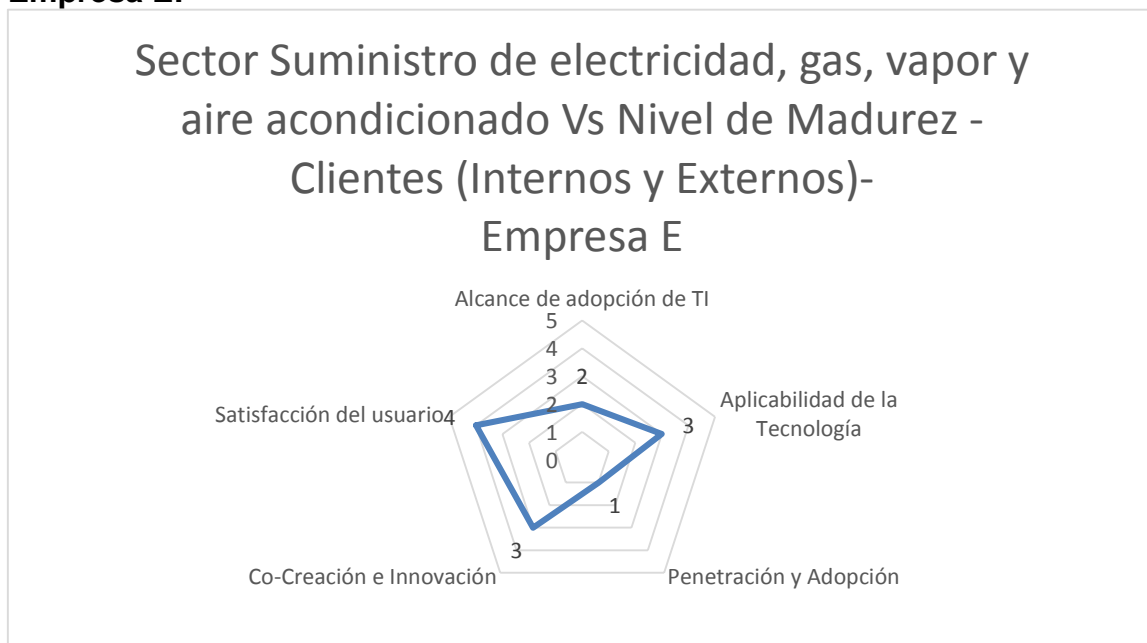 Empresa E:
Sector Suministro de electricidad, gas, vapor y
aire acondicionado Vs Nivel de Madurez -
Clientes (Internos y Externos)-
Empresa E
Alcance de adopción de TI
5
4
3
2
1
0
2
Aplicabilidad de la
Tecnología
3
1
Penetración y Adopción
3
Co-Creación e Innovación
4
Satisfacción del usuario